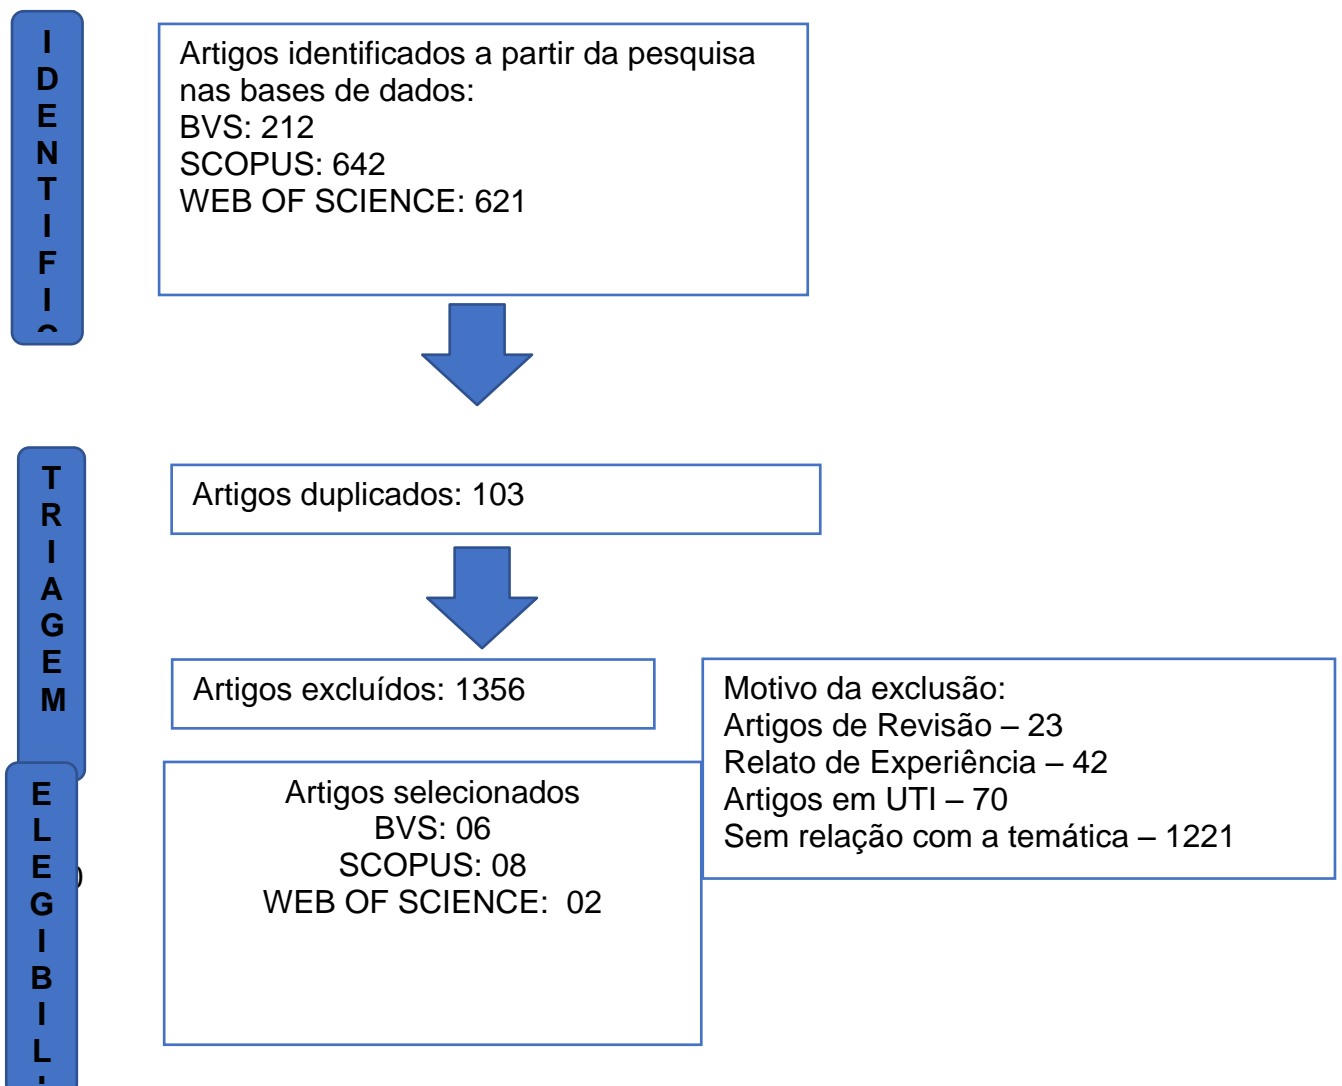 IDENTIFI
Artigos identificados a partir da pesquisa
nas bases de dados:
BVS: 212
SCOPUS: 642
WEB OF SCIENCE: 621
TRIAGEM
Artigos duplicados: 103
Artigos excluídos: 1356
Motivo da exclusão:
Artigos de Revisão – 23
Relato de Experiência – 42
Artigos em UTI – 70
Sem relação com a temática – 1221
ELEGIBIL
Artigos selecionados
BVS: 06
SCOPUS: 08
WEB OF SCIENCE:  02